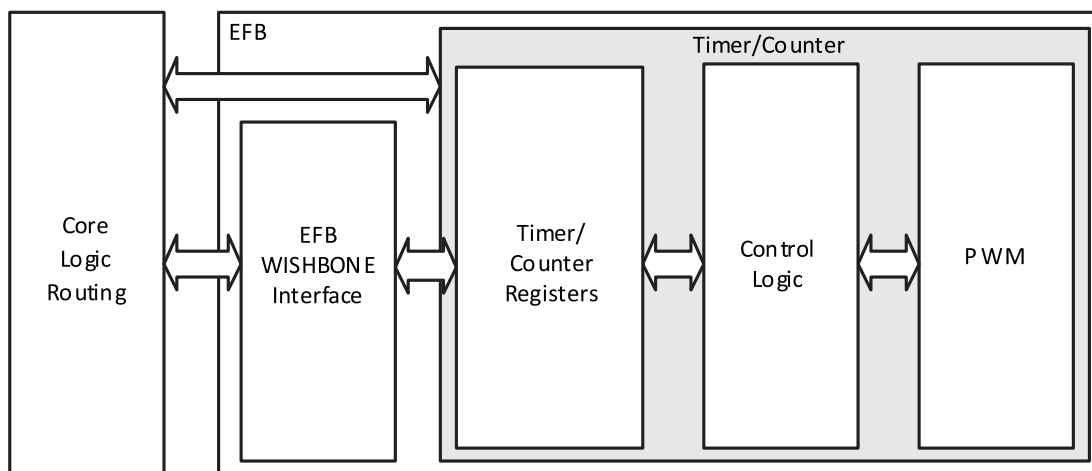 EFB
Timer/Counter
Core
Logic
Routing
EFB
WISHBONE
Interface
Timer/
Counter
Registers
Control
Logic
PWM